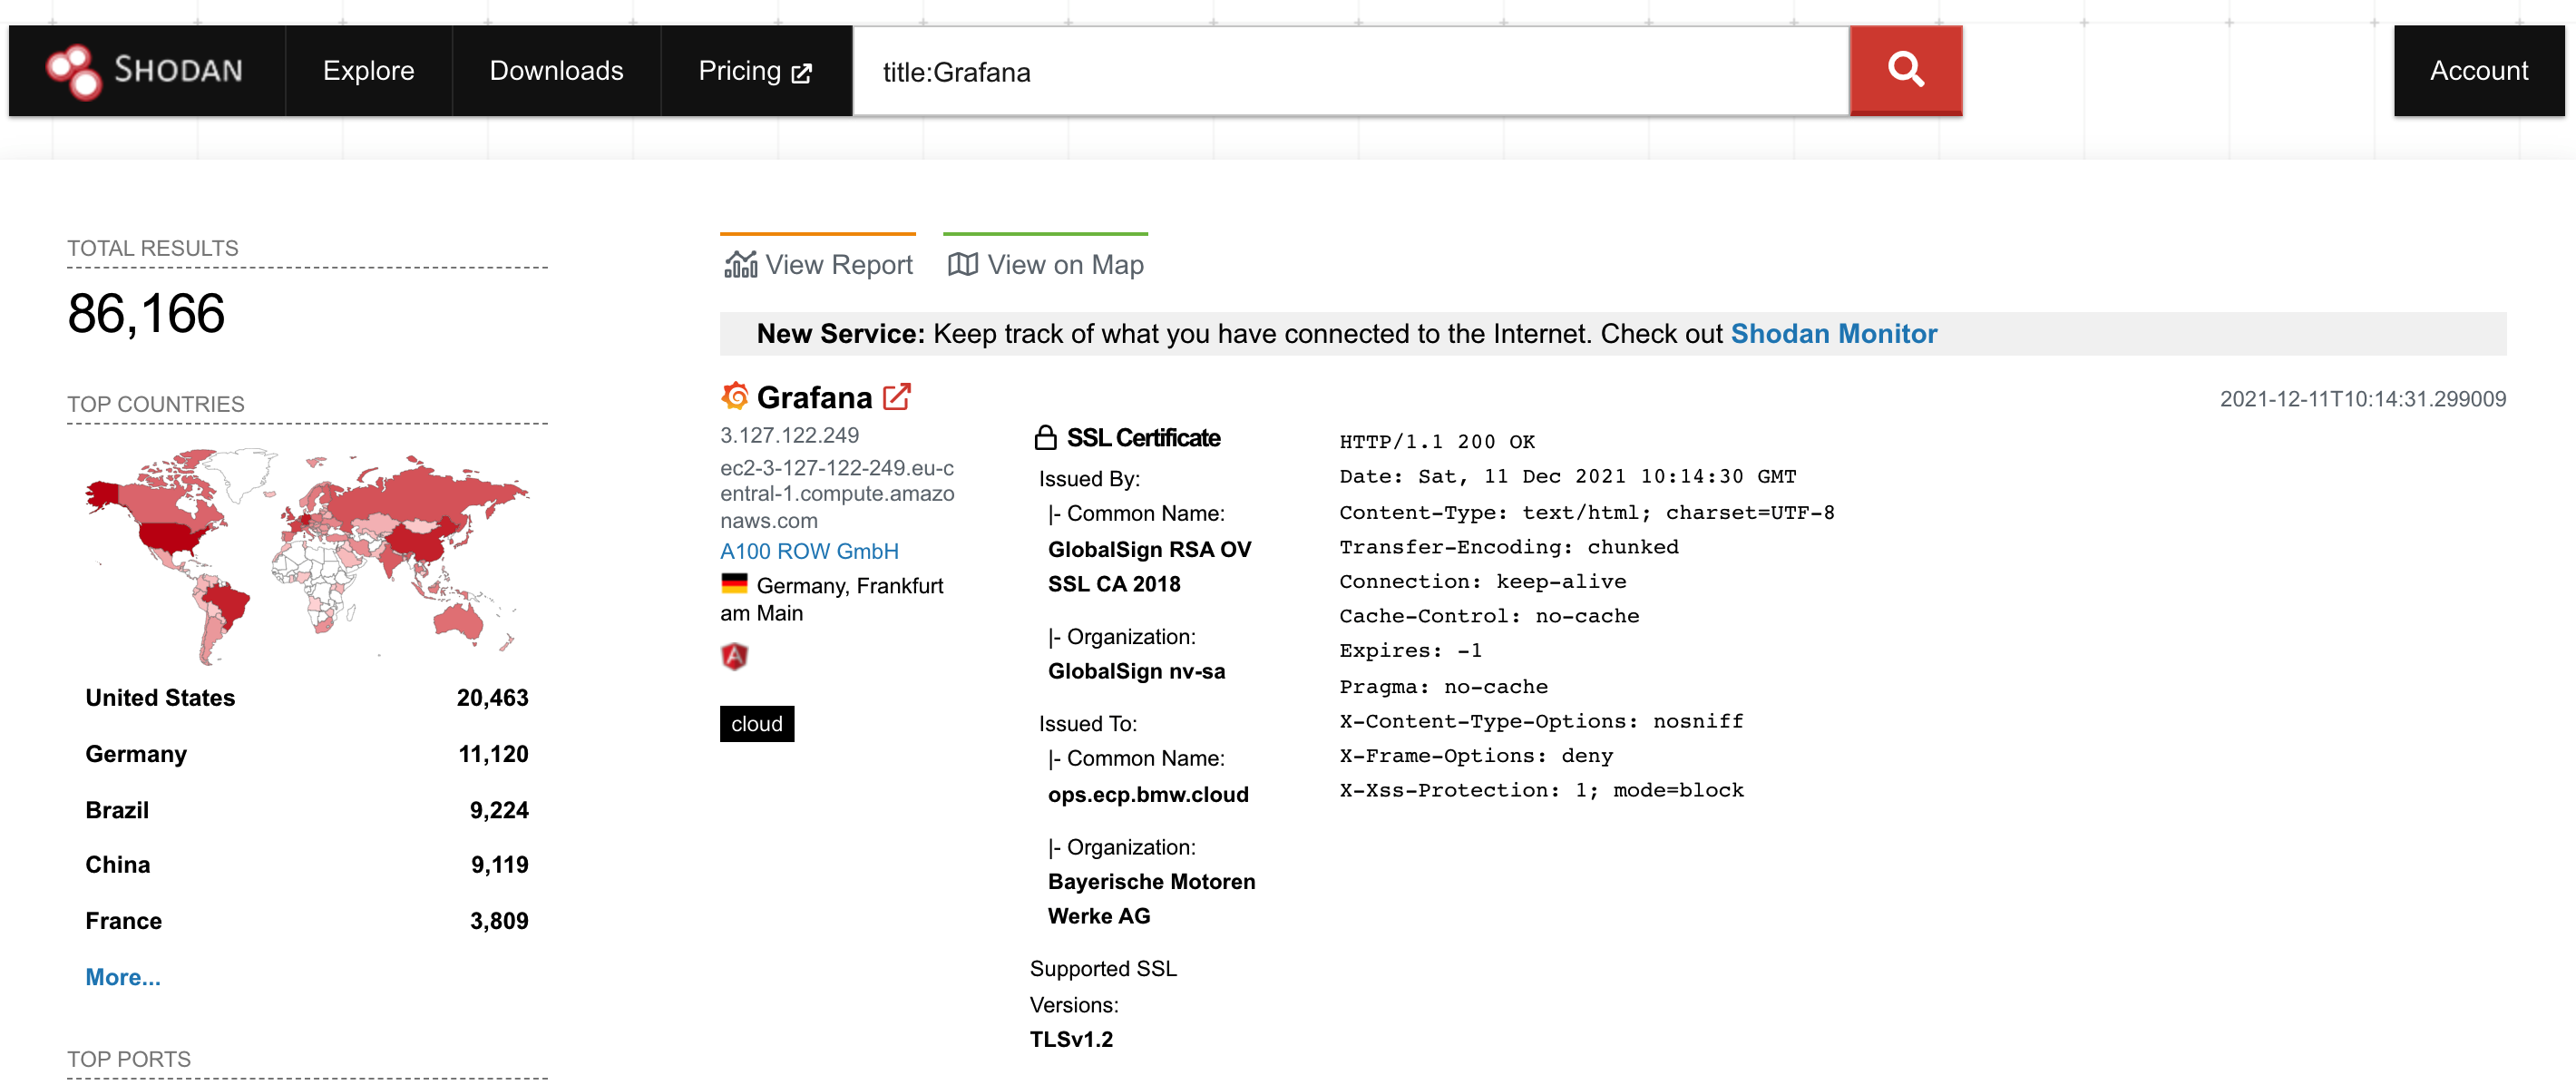 SHODAN Explore Downloads Pricing title:Grafana Account
TOTAL RESULTS
86,166
TOP COUNTRIES
United States 20,463
Germany 11,120
Brazil 9,224
China 9,119
France 3,809
More...
TOP PORTS
View Report View on Map
New Service: Keep track of what you have connected to the Internet. Check out Shodan Monitor
Grafana
2021-12-11T10:14:31.299009
3.127.122.249
ec2-3-127-122-249.eu-c
entral-1.compute.amazo
naws.com
A100 ROW GmbH
Germany, Frankfurt
am Main
cloud
SSL Certificate
Issued By:
|- Common Name:
GlobalSign RSA OV
SSL CA 2018
|- Organization:
GlobalSign nv-sa
Issued To:
|- Common Name:
ops.ecp.bmw.cloud
|- Organization:
Bayerische Motoren
Werke AG
Supported SSL
Versions:
TLSv1.2
HTTP/1.1 200 OK
Date: Sat, 11 Dec 2021 10:14:30 GMT
Content-Type: text/html; charset=UTF-8
Transfer-Encoding: chunked
Connection: keep-alive
Cache-Control: no-cache
Expires: -1
Pragma: no-cache
X-Content-Type-Options: nosniff
X-Frame-Options: deny
X-Xss-Protection: 1; mode=block